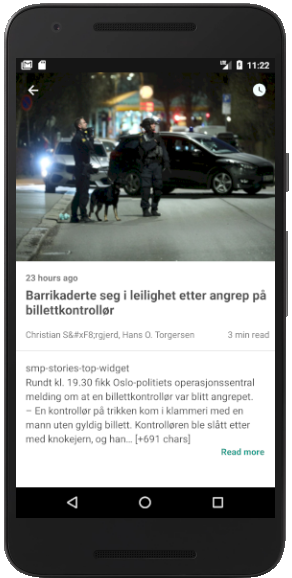 11:22
23 hours ago
Barrikaderte seg i leilighet etter angrep på
billettkontrollør
Christian S&#xF8;rgjerd, Hans O. Torgersen 3 min read
smp-stories-top-widget
Rundt kl. 19.30 fikk Oslo-politiets operasjonssentral
melding om at en billettkontrollør var blitt angrepet.
– En kontrollør på trikken kom i klammeri med en
mann uten gyldig billett. Kontrolløren ble slått etter
med knokejern, og han… [+691 chars]
Read more